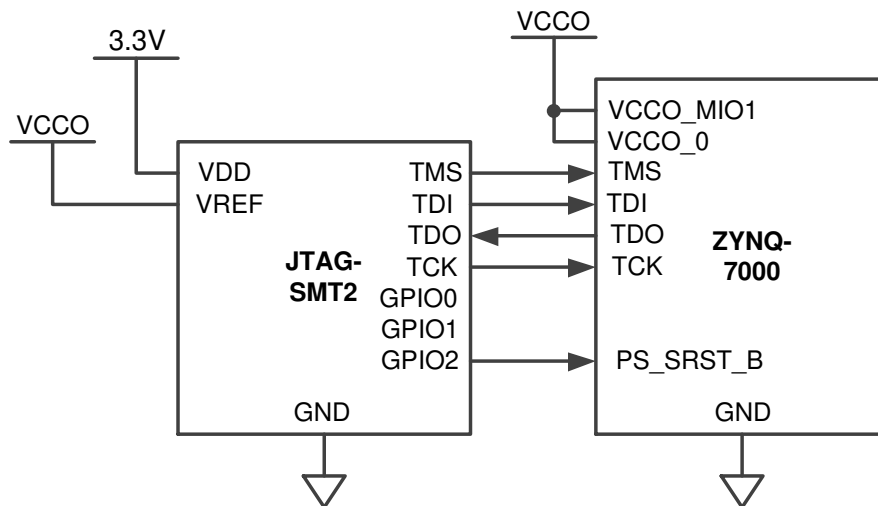 VCCO
3.3V
VCCO
VCCO_MIO1
VCCO_0
VDD
VREF
TMS
TDI
TDO
TCK
GPIO0
GPIO1
GPIO2
JTAG-
SMT2
GND
TMS
TDI
TDO
TCK
ZYNQ-
7000
PS_SRST_B
GND